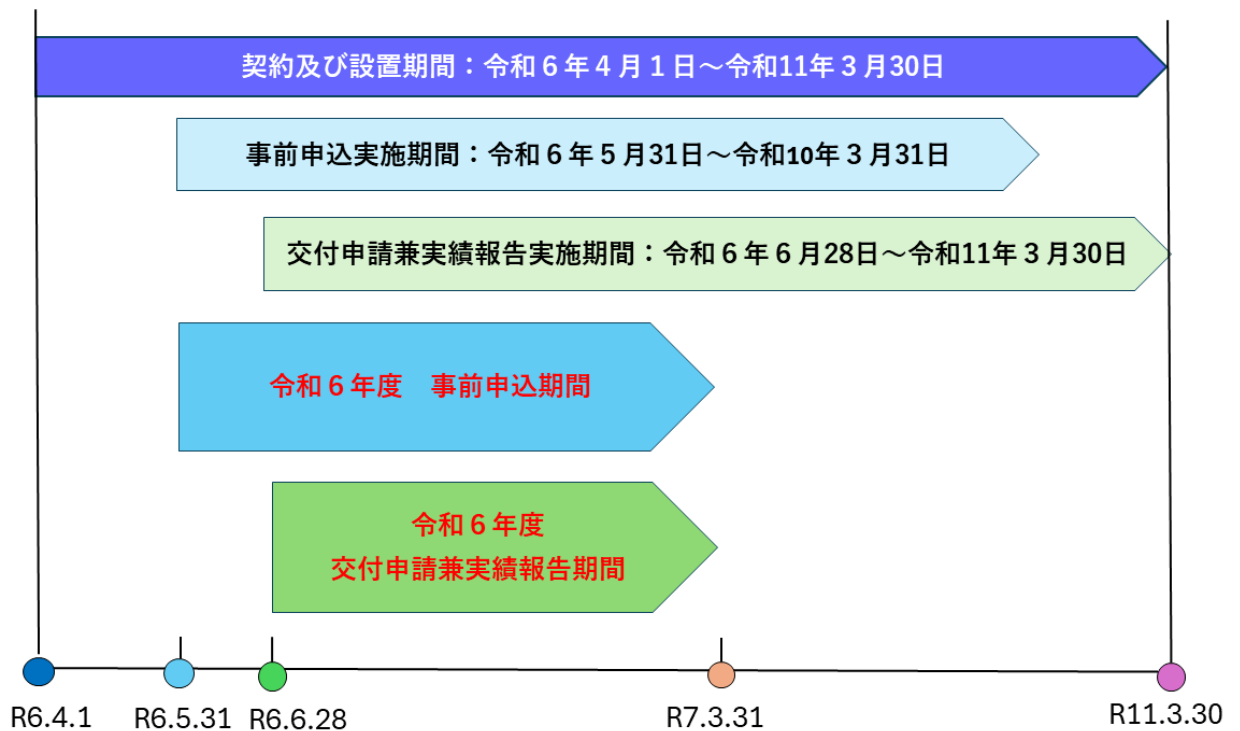 契約及び設置期間：令和６年４月１日～令和11年３月30日
事前申込実施期間：令和６年５月31日～令和10年３月31日
交付申請兼実績報告実施期間：令和６年６月28日～令和11年３月30日
令和６年度　事前申込期間
令和６年度
交付申請兼実績報告期間
R6.4.1 R6.5.31 R6.6.28 R7.3.31 R11.3.30